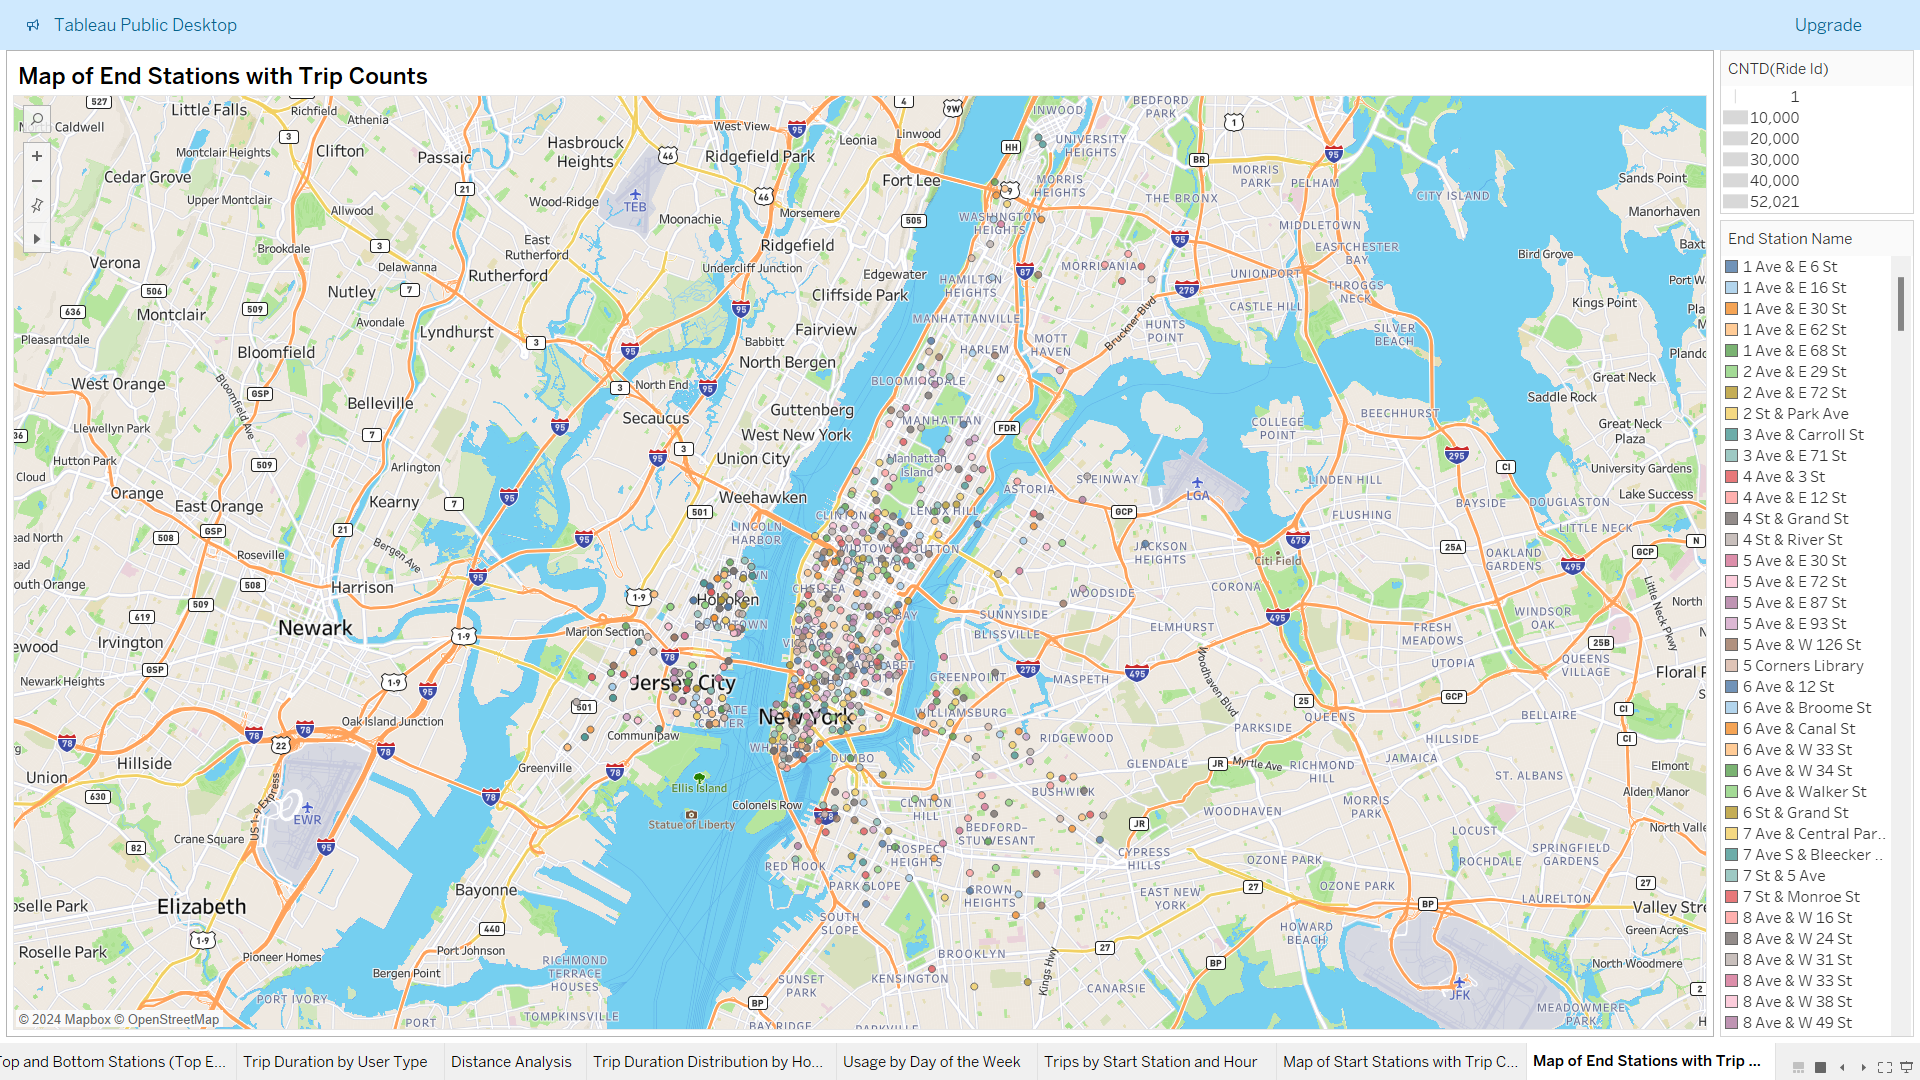 Tableau Public Desktop
Upgrade
Map of End Stations with Trip Counts
CNTD(Ride Id)
1
10,000
20,000
30,000
40,000
52,021
End Station Name
1 Ave & E 6 St
1 Ave & E 16 St
1 Ave & E 30 St
1 Ave & E 62 St
1 Ave & E 68 St
2 Ave & E 29 St
2 Ave & E 72 St
2 St & Park Ave
3 Ave & Carroll St
3 Ave & E 71 St
4 Ave & 3 St
4 Ave & E 12 St
4 St & Grand St
4 St & River St
5 Ave & E 30 St
5 Ave & E 72 St
5 Ave & E 87 St
5 Ave & E 93 St
5 Ave & W 126 St
5 Corners Library
6 Ave & 12 St
6 Ave & Broome St
6 Ave & Canal St
6 Ave & W 33 St
6 Ave & W 34 St
6 Ave & Walker St
6 St & Grand St
7 Ave & Central Par..
7 Ave S & Bleecker ..
7 St & 5 Ave
7 St & Monroe St
8 Ave & W 16 St
8 Ave & W 24 St
8 Ave & W 31 St
8 Ave & W 33 St
8 Ave & W 38 St
8 Ave & W 49 St
Little Falls
Richfield
Athenia
Caldwell
Montclair Heights
Clifton
Passaic
Hasbrouck
Heights
West View
Ridgefield Park
Leonia
Linwood
Fort Lee
INWOOD
UNIVERSITY
HEIGHTS
BEDFORD
PARK
MORRIS
HEIGHTS
MORRIS
PARK
PELHAM
CITY ISLAND
Sands Point
Manorhaven
Cedar Grove
Upper Montclair
Allwood
Wood-Ridge
TEB
Moonachie
Morsemere
Ridgefield
WASHINGTON
HEIGHTS
THE BRONX
MIDDLETOWN
EASTCHESTER
BAY
Bird Grove
Brookdale
Verona
Delawanna
East
Rutherford
Rutherford
Undercliff Junction
Edgewater
Cliffside Park
HAMILTON
HEIGHTS
MORRISANIA
UNIONPORT
THROGGS
NECK
Kings Point
Nutley
Montclair
Avondale
Lyndhurst
Fairview
MANHATTANVILLE
MOTT
HAVEN
Bruckner Blvd
HUNTS
POINT
CASTLE HILL
SILVER
BEACH
Pleasantdale
Bloomfield
Babbitt
North Bergen
HARLEM
West Orange
Bloomfield Ave
Belleville
North End
Secaucus
Guttenberg
BLOOMINGDALE
Great Neck
Saddle Rock
Llewellyn Park
West New York
MANHATTAN
COLLEGE
POINT
BEECHHURST
Great Neck
Plaza
Hutton Park
Cloud
Arlington
Union City
Manhattan
Island
STEINWAY
LGA
LINDEN HILL
BAYSIDE
DOUGLASTON
University Gardens
Lake Success
Orange
East Orange
Kearny
Weehawken
ASTORIA
LENOX HILL
CLINTON
LINCOLN
HARBOR
FLUSHING
LITTLE NECK
Roseville
Bergen Ave
Harrison
JACKSON
HEIGHTS
Citi Field
OAKLAND
GARDENS
CHELSEA
Hoboken
WOODSIDE
CORONA
Newark
Irvington
Marion Section
SUNNYSIDE
BLISSVILLE
ELMHURST
FRESH
MEADOWS
WINDSOR
OAK
Little Neck Pkwy
Newark Heights
Jersey City
GREENPOINT
MASPETH
Woodhaven Blvd
UTOPIA
QUEENS
VILLAGE
Oak Island Junction
Communipaw
New York
WILLIAMSBURG
RIDGEWOOD
PARKSIDE
QUEENS
BELLAIRE
Hillside
Union
Greenville
Ellis Island
DUMBO
GLENDALE
Myrtle Ave
RICHMOND
HILL
HILLSIDE
JAMAICA
ST. ALBANS
Elmont
US 1-9 Express
EWR
Colonels Row
Statue of Liberty
CLINTON
HILL
BUSHWICK
WOODHAVEN
MORRIS
PARK
Alden Manor
Crane Square
BEDFORD-
STUYVESANT
LOCUST
RED HOOK
PROSPECT
HEIGHTS
CYPRESS
HILLS
OZONE PARK
ROCHDALE
SPRINGFIELD
GARDENS
Elizabeth
Bayonne
PARK SLOPE
SOUTH
SLOPE
CROWN
HEIGHTS
EAST NEW
YORK
OZONE PARK
LAURELTON
Green Acres
Roselle Park
Pioneer Homes
Port Johnson
Bergen Point
RICHMOND
TERRACE
HOUSES
SUNSET
PARK
KENSINGTON
BROOKLYN
Kings Hwy
CANARSIE
HOWARD
BEACH
JFK
North Woodmere
PORT IVORY
PORT
TOMPKINSVILLE
MEADOWMERE
PARK
© 2024 Mapbox © OpenStreetMap
Top and Bottom Stations (Top E...
Trip Duration by User Type
Distance Analysis
Trip Duration Distribution by Ho...
Usage by Day of the Week
Trips by Start Station and Hour
Map of Start Stations with Trip C...
Map of End Stations with Trip ...